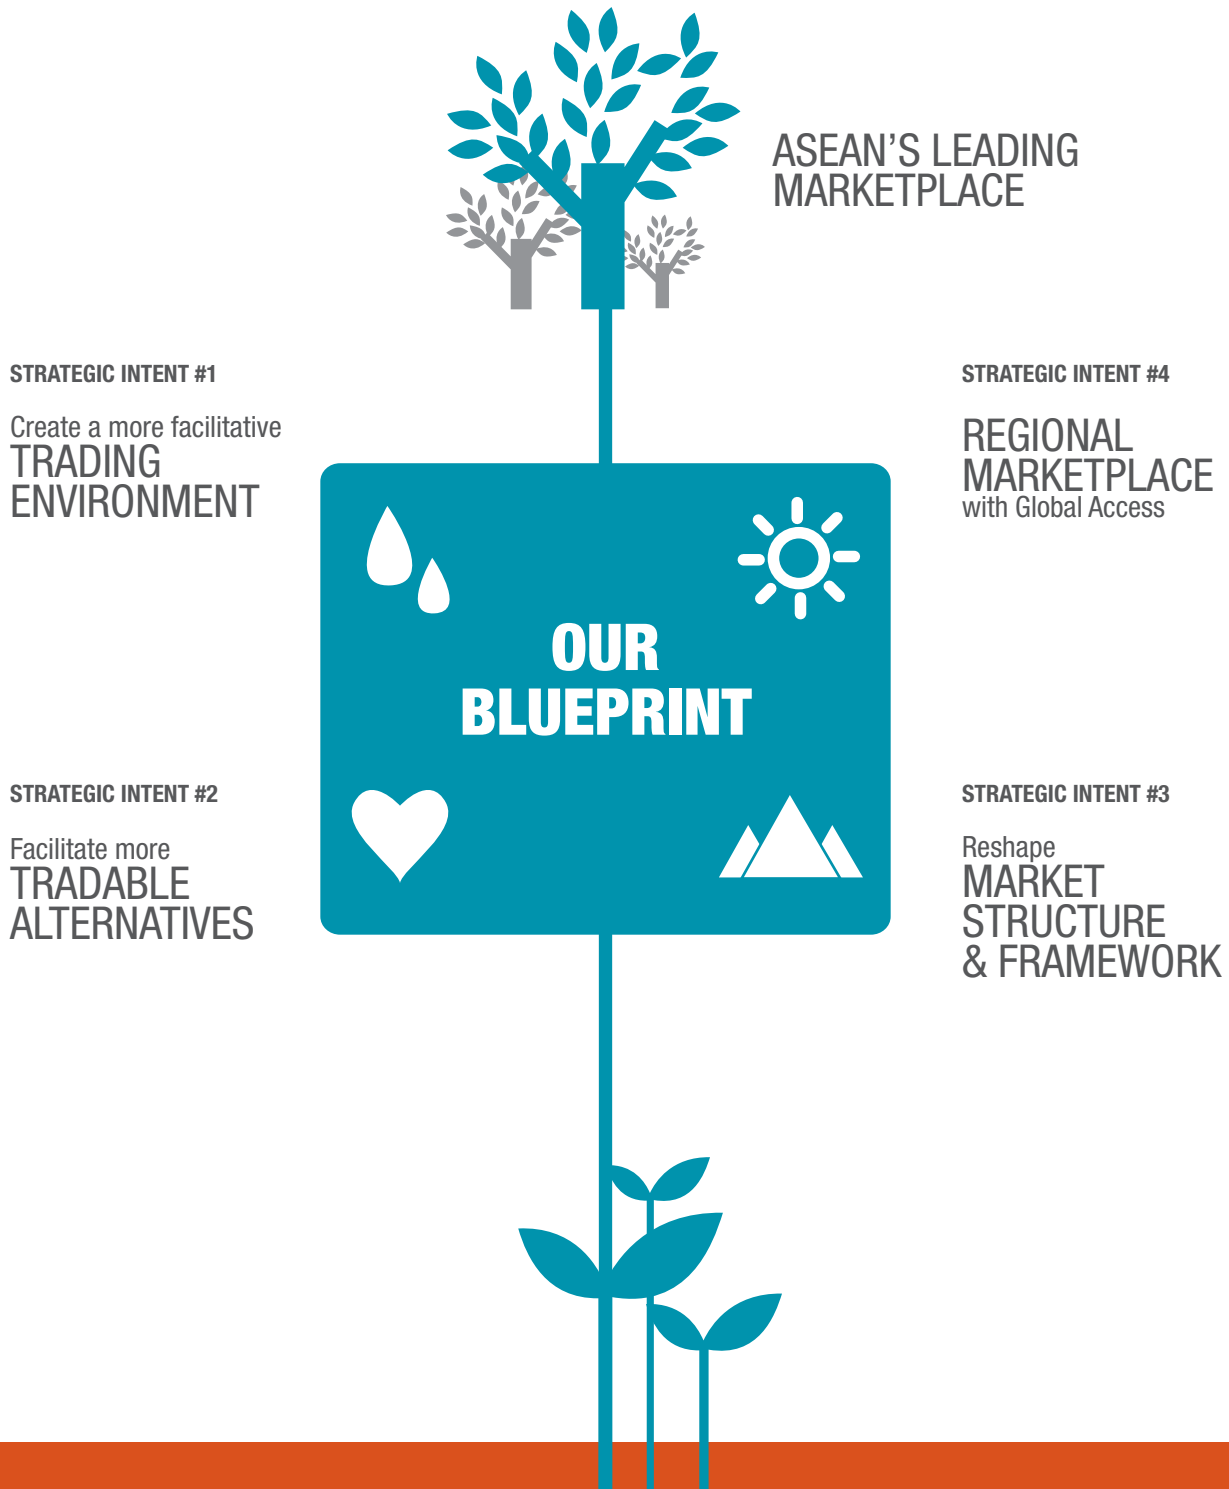 ASEAN'S LEADING
MARKETPLACE
STRATEGIC INTENT #1
Create a more facilitative
TRADING
ENVIRONMENT
STRATEGIC INTENT #4
REGIONAL
MARKETPLACE
with Global Access
OUR
BLUEPRINT
STRATEGIC INTENT #2
Facilitate more
TRADABLE
ALTERNATIVES
STRATEGIC INTENT #3
Reshape
MARKET
STRUCTURE
& FRAMEWORK